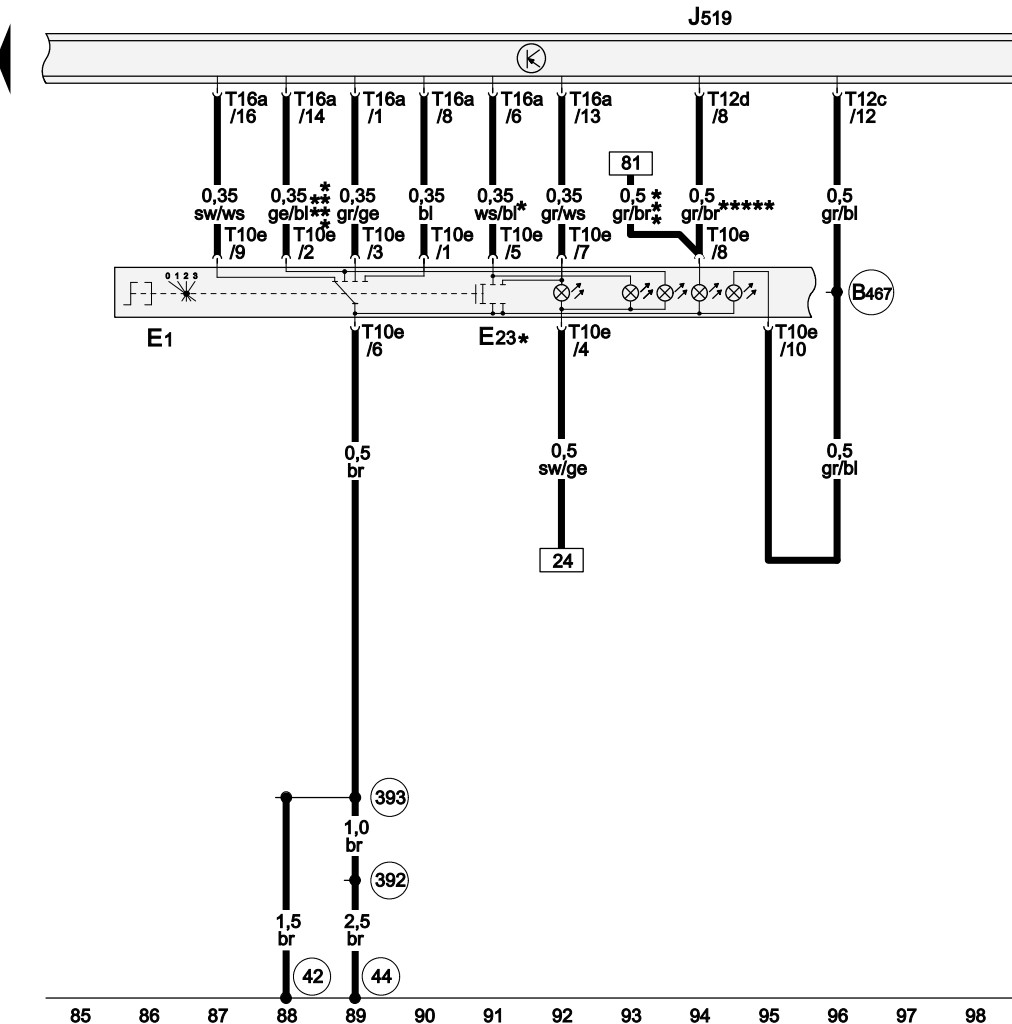 J519
T16a T16a T16a T16a T16a T16a T12d T12c
/16 /14 /1 /8 /6 /13 /8 /12
81
0,35 0,35 0,35 0,35 0,35 0,35 0,5 0,5 0,5
sw/ws ge/bl**** gr/ge bl ws/bl* gr/ws gr/br*** gr/br***** gr/bl
T10e T10e T10e T10e T10e T10e T10e
/9 /2 /3 /1 /5 /7 /8
0 1 2 3
B467
E1 T10e E23* T10e T10e
/6 /4 /10
0,5 0,5 0,5
br sw/ge gr/bl
24
393
1,0
br
392
1,5 2,5
br br
42 44
85 86 87 88 89 90 91 92 93 94 95 96 97 98